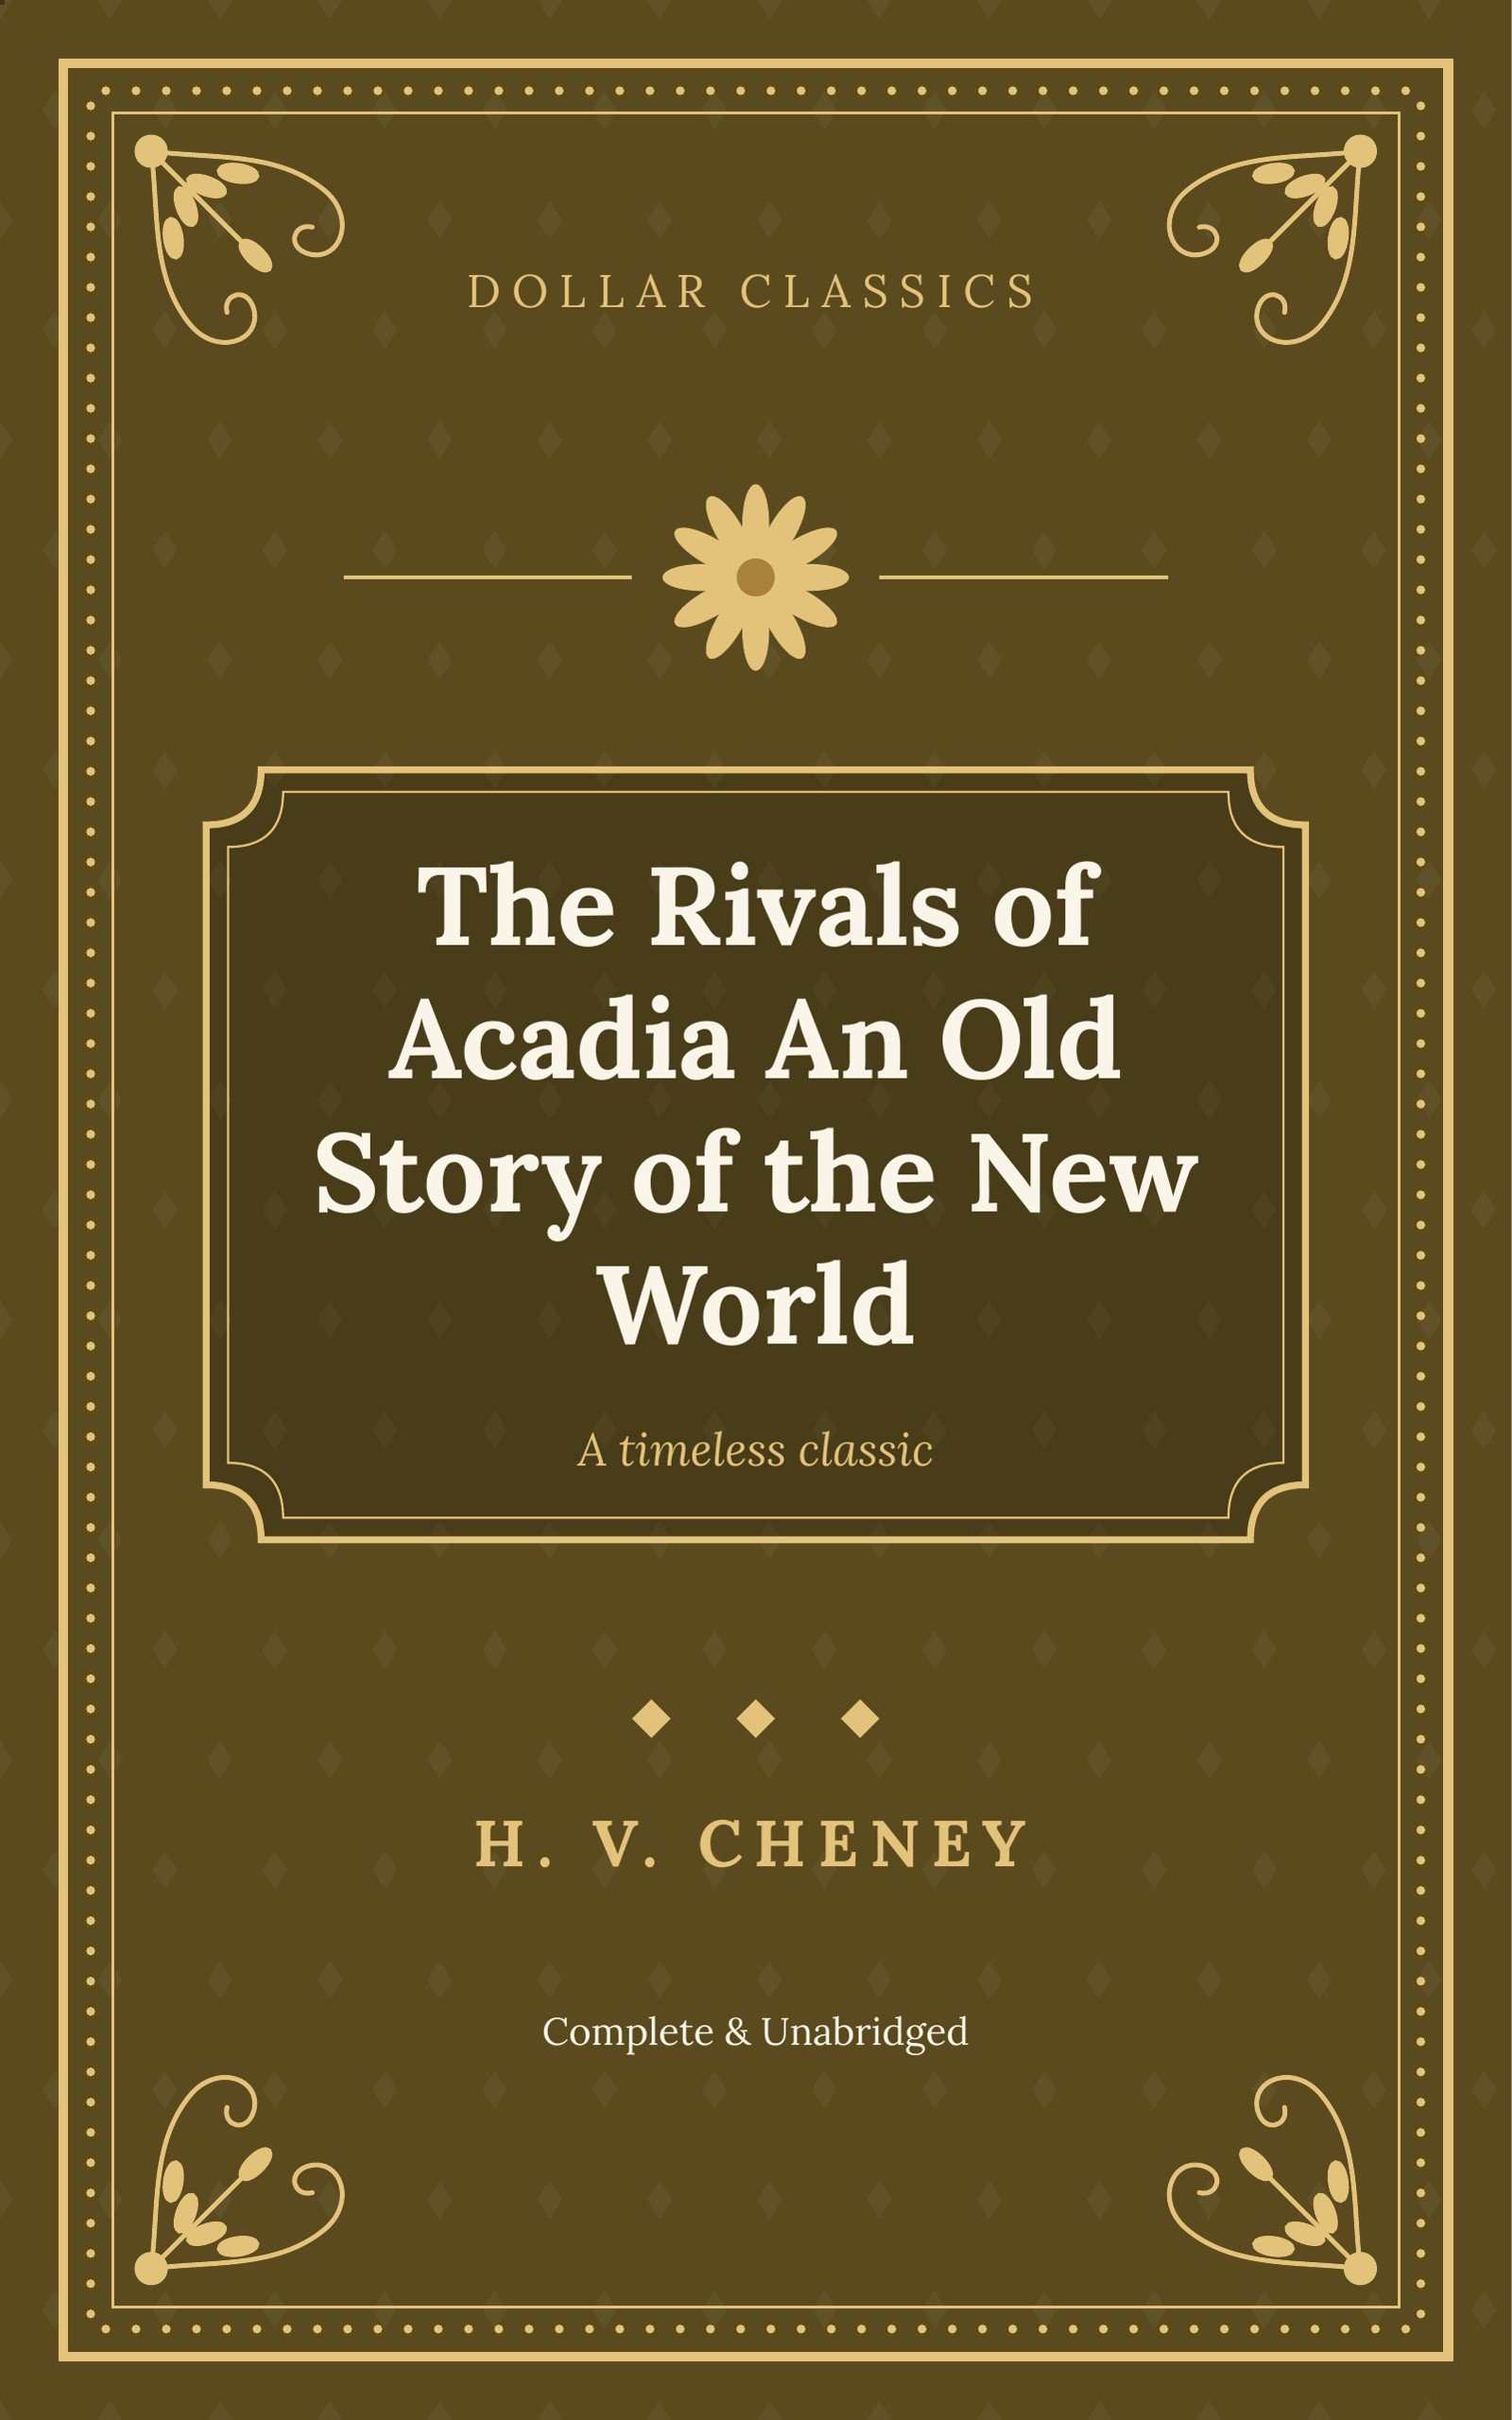 DOLLAR CLASSICS
The Rivals of
Acadia An Old
Story of the New
World
A timeless classic
H. V. CHENEY
Complete & Unabridged